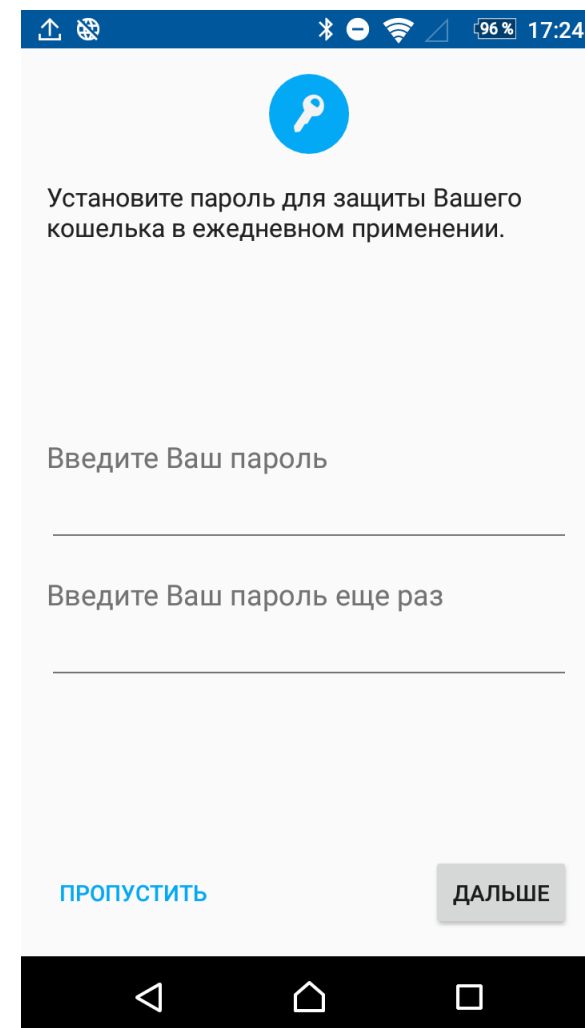 96 % 17:24
Установите пароль для защиты Вашего
кошелька в ежедневном применении.
Введите Ваш пароль
Введите Ваш пароль еще раз
ПРОПУСТИТЬ ДАЛЬШЕ